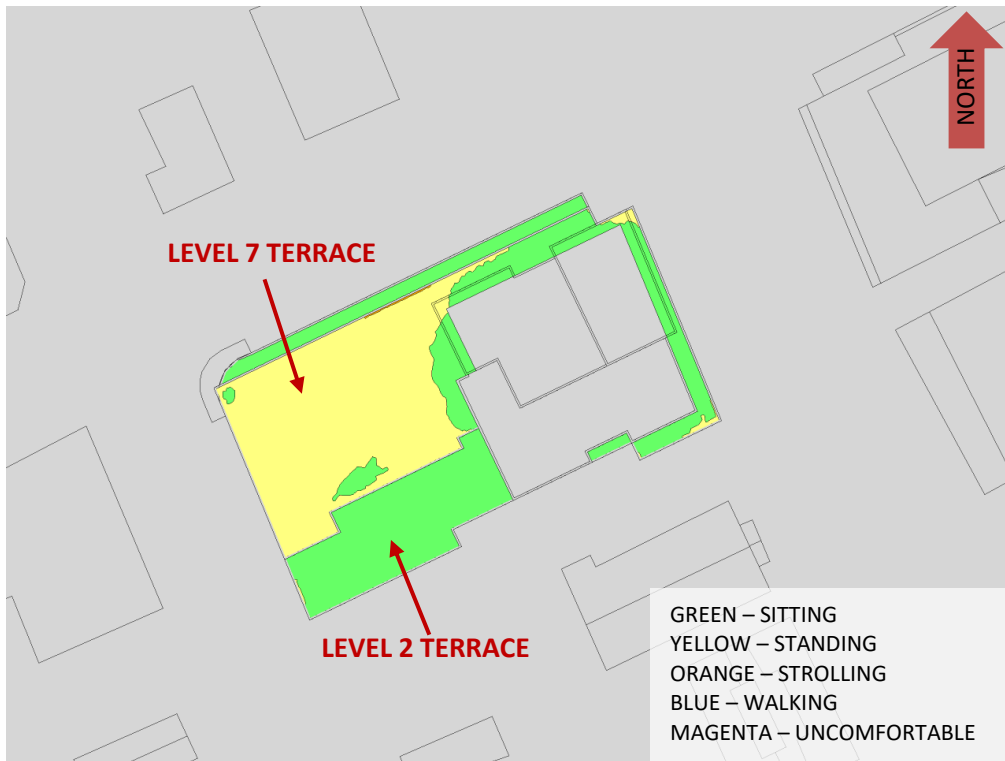 NORTH
LEVEL 7 TERRACE
LEVEL 2 TERRACE
GREEN – SITTING
YELLOW – STANDING
ORANGE – STROLLING
BLUE – WALKING
MAGENTA – UNCOMFORTABLE